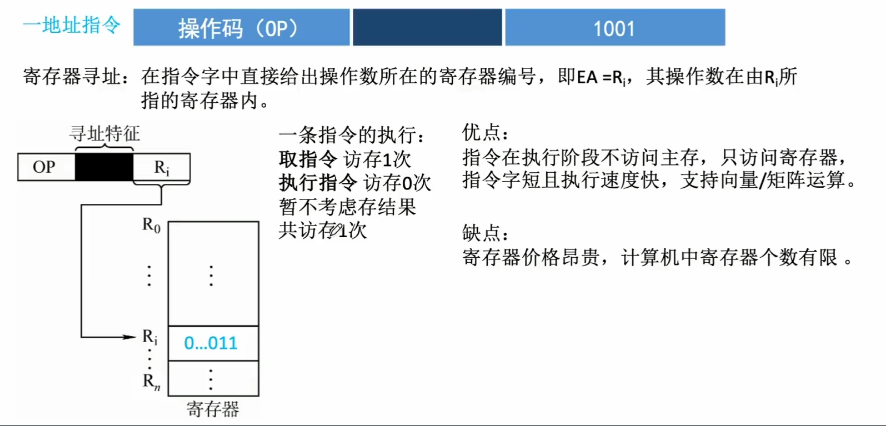 一地址指令 操作码（OP） 1001
寄存器寻址：在指令字中直接给出操作数所在的寄存器编号，即EA =Ri，其操作数在由Ri所
指的寄存器内。
寻址特征
OP Ri
一条指令的执行：
取指令 访存1次
执行指令 访存0次
暂不考虑存结果
共访存1次
优点：
指令在执行阶段不访问主存，只访问寄存器，
指令字短且执行速度快，支持向量/矩阵运算。
缺点：
寄存器价格昂贵，计算机中寄存器个数有限 。
R0
⋮ ⋮
Ri 0...011
⋮
Rn ⋮
寄存器